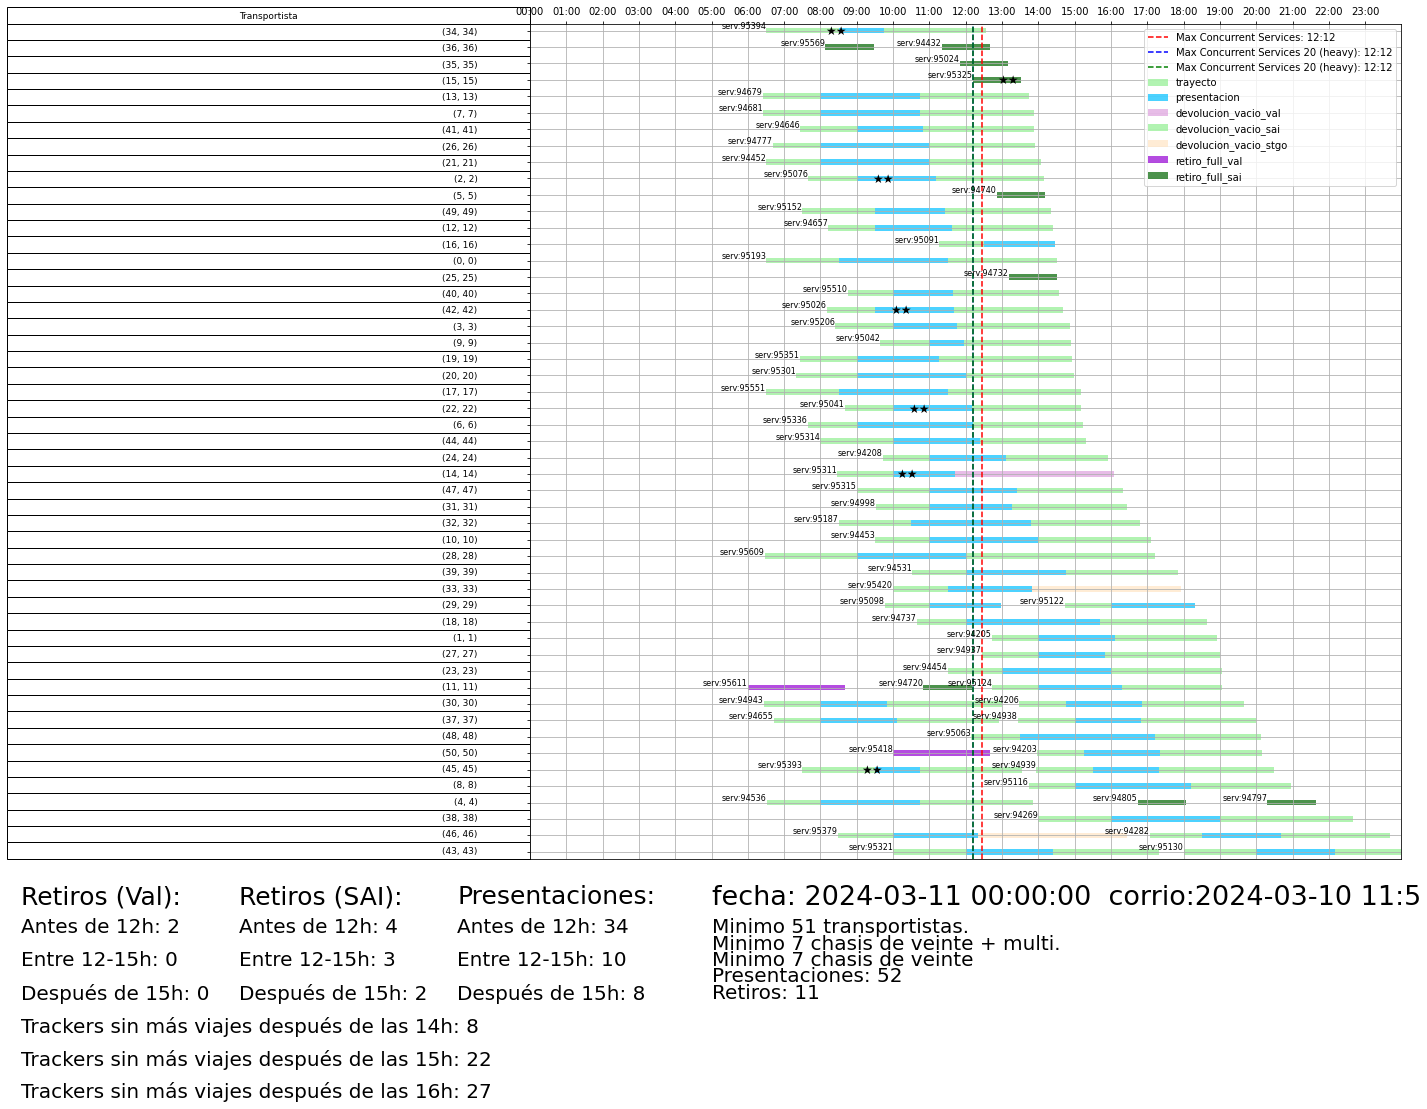 Transportista
00:00 01:00 02:00 03:00 04:00 05:00 06:00 07:00 08:00 09:00 10:00 11:00 12:00 13:00 14:00 15:00 16:00 17:00 18:00 19:00 20:00 21:00 22:00 23:00
Max Concurrent Services: 12:12
Max Concurrent Services 20 (heavy): 12:12
Max Concurrent Services 20 (heavy): 12:12
trayecto
presentacion
devolucion_vacio_val
devolucion_vacio_sai
devolucion_vacio_stgo
retiro_full_val
retiro_full_sai
(34, 34) serv:95394
(36, 36) serv:95569 serv:94432
(35, 35) serv:95024
(15, 15) serv:95325
(13, 13) serv:94679
(7, 7) serv:94681
(41, 41) serv:94646
(26, 26) serv:94777
(21, 21) serv:94452
(2, 2) serv:95076
(5, 5) serv:94740
(49, 49) serv:95152
(12, 12) serv:94657
(16, 16) serv:95091
(0, 0) serv:95193
(25, 25) serv:94732
(40, 40) serv:95510
(42, 42) serv:95026
(3, 3) serv:95206
(9, 9) serv:95042
(19, 19) serv:95351
(20, 20) serv:95301
(17, 17) serv:95551
(22, 22) serv:95041
(6, 6) serv:95336
(44, 44) serv:95314
(24, 24) serv:94208
(14, 14) serv:95311
(47, 47) serv:95315
(31, 31) serv:94998
(32, 32) serv:95187
(10, 10) serv:94453
(28, 28) serv:95609
(39, 39) serv:94531
(33, 33) serv:95420
(29, 29) serv:95098 serv:95122
(18, 18) serv:94737
(1, 1) serv:94205
(27, 27) serv:94937
(23, 23) serv:94454
(11, 11) serv:95611 serv:94720 serv:95124
(30, 30) serv:94943 serv:94206
(37, 37) serv:94655 serv:94938
(48, 48) serv:95063
(50, 50) serv:95418 serv:94203
(45, 45) serv:95393 serv:94939
(8, 8) serv:95116
(4, 4) serv:94536 serv:94805 serv:94797
(38, 38) serv:94269
(46, 46) serv:95379 serv:94282
(43, 43) serv:95321 serv:95130
Retiros (Val):
Antes de 12h: 2
Entre 12-15h: 0
Después de 15h: 0
Retiros (SAI):
Antes de 12h: 4
Entre 12-15h: 3
Después de 15h: 2
Presentaciones:
Antes de 12h: 34
Entre 12-15h: 10
Después de 15h: 8
Trackers sin más viajes después de las 14h: 8
Trackers sin más viajes después de las 15h: 22
Trackers sin más viajes después de las 16h: 27
fecha: 2024-03-11 00:00:00 corrio:2024-03-10 11:5
Minimo 51 transportistas.
Minimo 7 chasis de veinte + multi.
Minimo 7 chasis de veinte
Presentaciones: 52
Retiros: 11